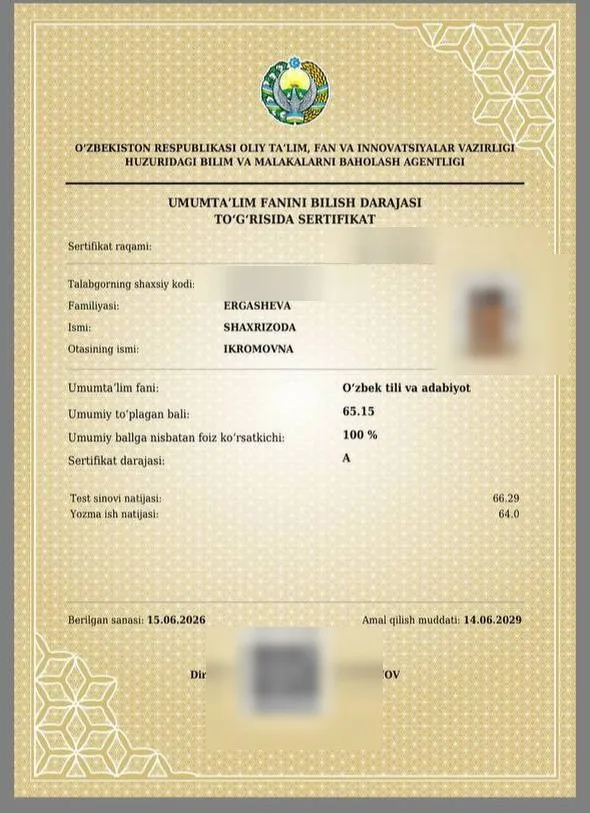 O‘ZBEKISTON RESPUBLIKASI OLIY TA’LIM, FAN VA INNOVATSIYALAR VAZIRLIGI
HUZURIDAGI BILIM VA MALAKALARNI BAHOLASH AGENTLIGI
UMUMTA’LIM FANINI BILISH DARAJASI
TO‘G‘RISIDA SERTIFIKAT
Sertifikat raqami:
Talabgorning shaxsiy kodi:
Familiyasi: ERGASHEVA
Ismi: SHAXRIZODA
Otasining ismi: IKROMOVNA
Umumta’lim fani: O‘zbek tili va adabiyot
Umumiy to‘plagan bali: 65.15
Umumiy ballga nisbatan foiz ko‘rsatkichi: 100 %
Sertifikat darajasi: A
Test sinovi natijasi: 66.29
Yozma ish natijasi: 64.0
Berilgan sanasi: 15.06.2026 Amal qilish muddati: 14.06.2029